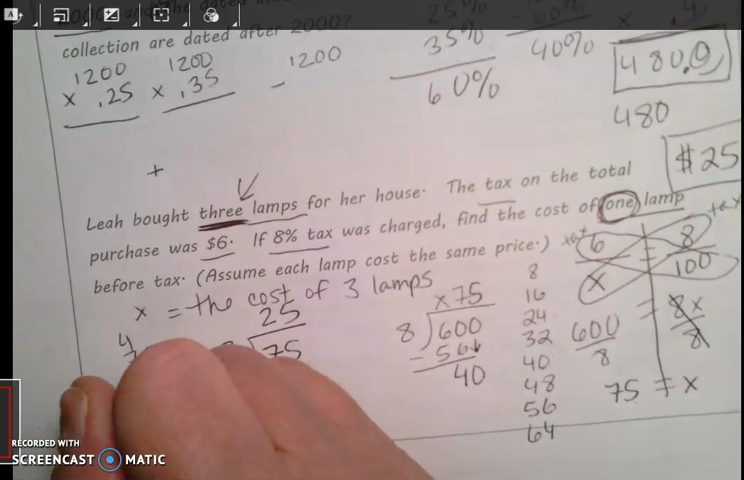 collection are dated after 2000?
1200
x .25
1200
x .35
- 1200
25%
35%
60%
- 60%
40%
x .4
480.0
480
$25
+
Leah bought three lamps for her house. The tax on the total
purchase was $6. If 8% tax was charged, find the cost of one lamp
before tax. (Assume each lamp cost the same price.)
x = the cost of 3 lamps
25
75
x 75
8 600
- 56
40
8
16
24
32
40
48
56
64
tax
6 = 8
x 100
600 = 8x
8 8
75 = x
RECORDED WITH
SCREENCAST MATIC